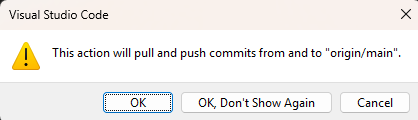 Visual Studio Code
This action will pull and push commits from and to "origin/main".
OK
OK, Don't Show Again
Cancel